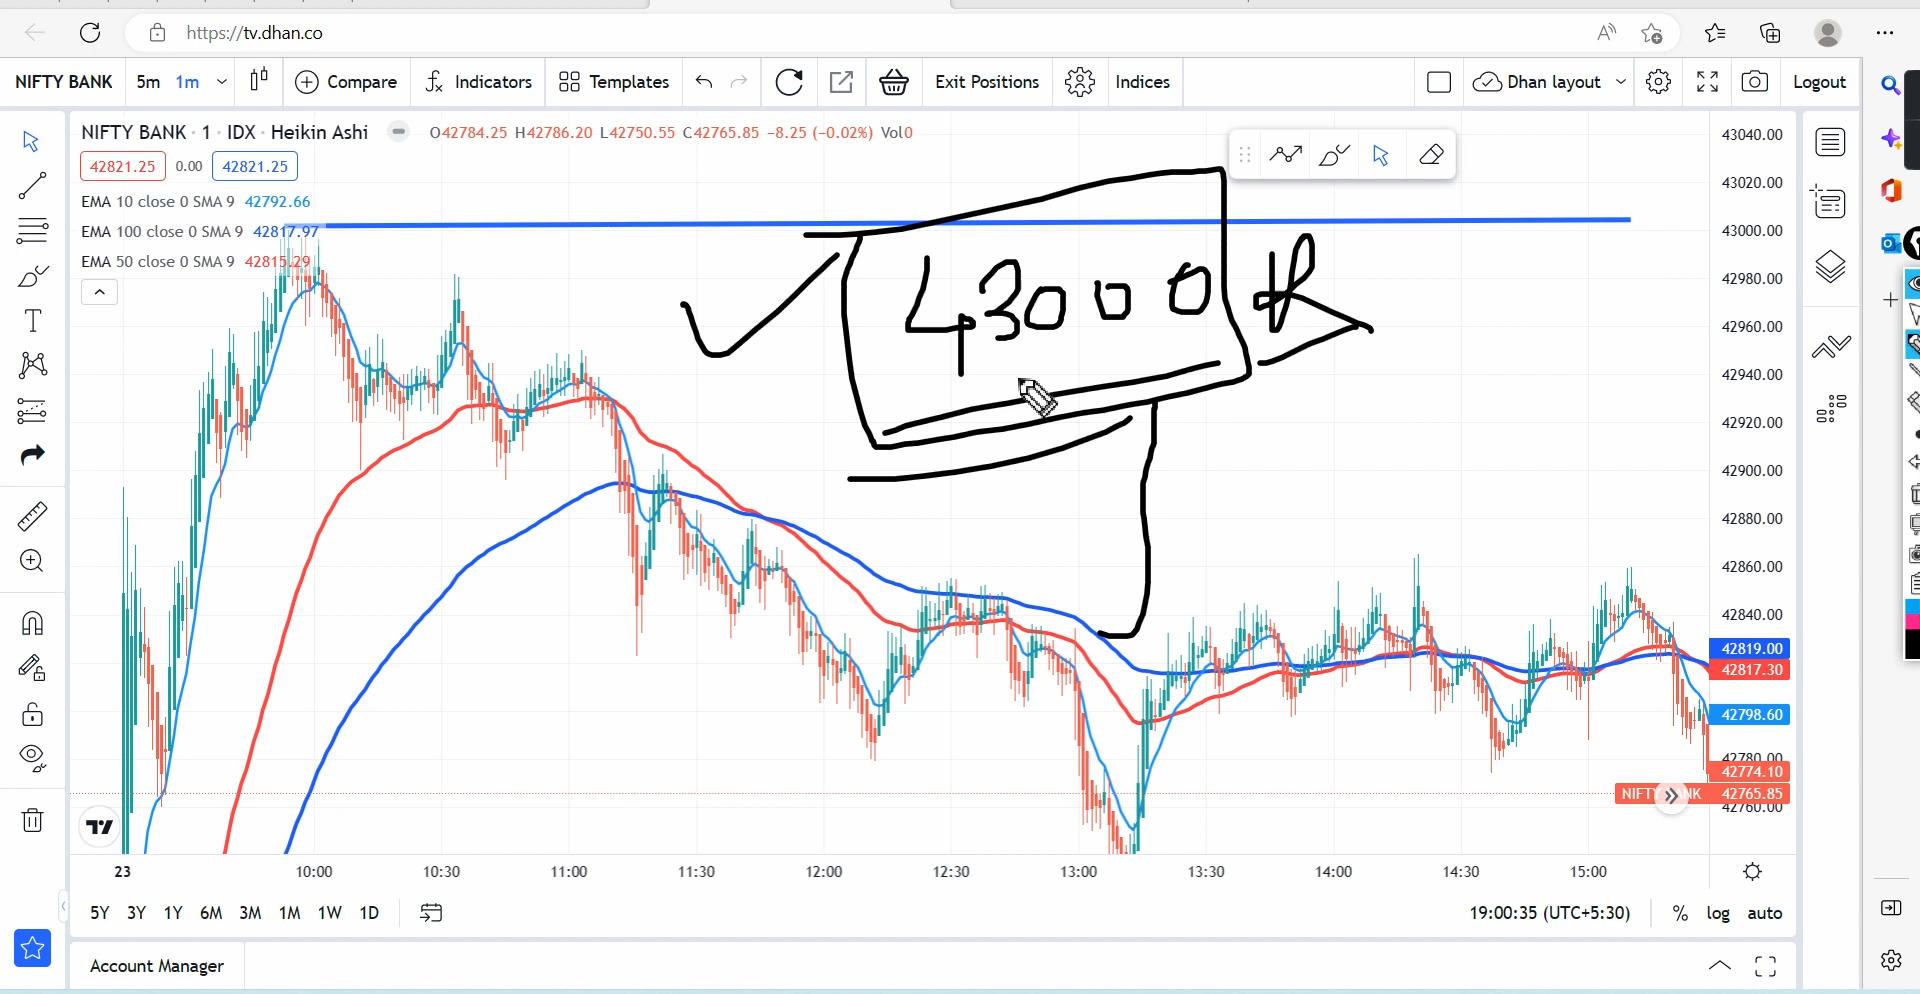 https://tv.dhan.co
NIFTY BANK 5m 1m Compare Indicators Templates Exit Positions Indices Dhan layout Logout
NIFTY BANK · 1 · IDX · Heikin Ashi O42784.25 H42786.20 L42750.55 C42765.85 −8.25 (−0.02%) Vol0
42821.25 0.00 42821.25
EMA 10 close 0 SMA 9 42792.66
EMA 100 close 0 SMA 9 42817.97
EMA 50 close 0 SMA 9 42815.29
43000
43040.00
43020.00
43000.00
42980.00
42960.00
42940.00
42920.00
42900.00
42880.00
42860.00
42840.00
42819.00
42817.30
42798.60
42780.00
42774.10
42765.85
42760.00
23 10:00 10:30 11:00 11:30 12:00 12:30 13:00 13:30 14:00 14:30 15:00
5Y 3Y 1Y 6M 3M 1M 1W 1D 19:00:35 (UTC+5:30) % log auto
Account Manager